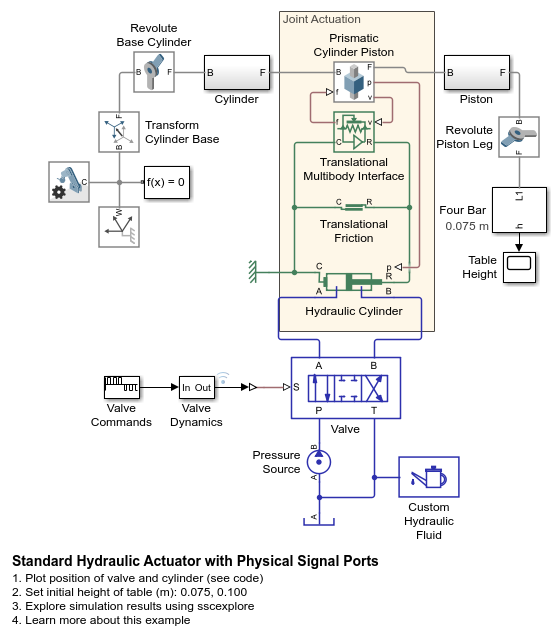 Joint Actuation
Revolute
Base Cylinder
B
F
B
F
Cylinder
Prismatic
Cylinder Piston
B
F
p
v
f
B
F
Piston
F
B
Transform
Cylinder Base
f
v
C
R
Translational
Multibody Interface
B
F
Revolute
Piston Leg
C
f(x) = 0
W
C
R
Translational
Friction
L1
h
Four Bar
0.075 m
Table
Height
C
p
R
A
B
Hydraulic Cylinder
A
B
P
T
S
Valve
In Out
Valve
Commands
Valve
Dynamics
Pressure
Source
B
A
A
Custom
Hydraulic
Fluid
Standard Hydraulic Actuator with Physical Signal Ports
1. Plot position of valve and cylinder (see code)
2. Set initial height of table (m): 0.075, 0.100
3. Explore simulation results using sscexplore
4. Learn more about this example